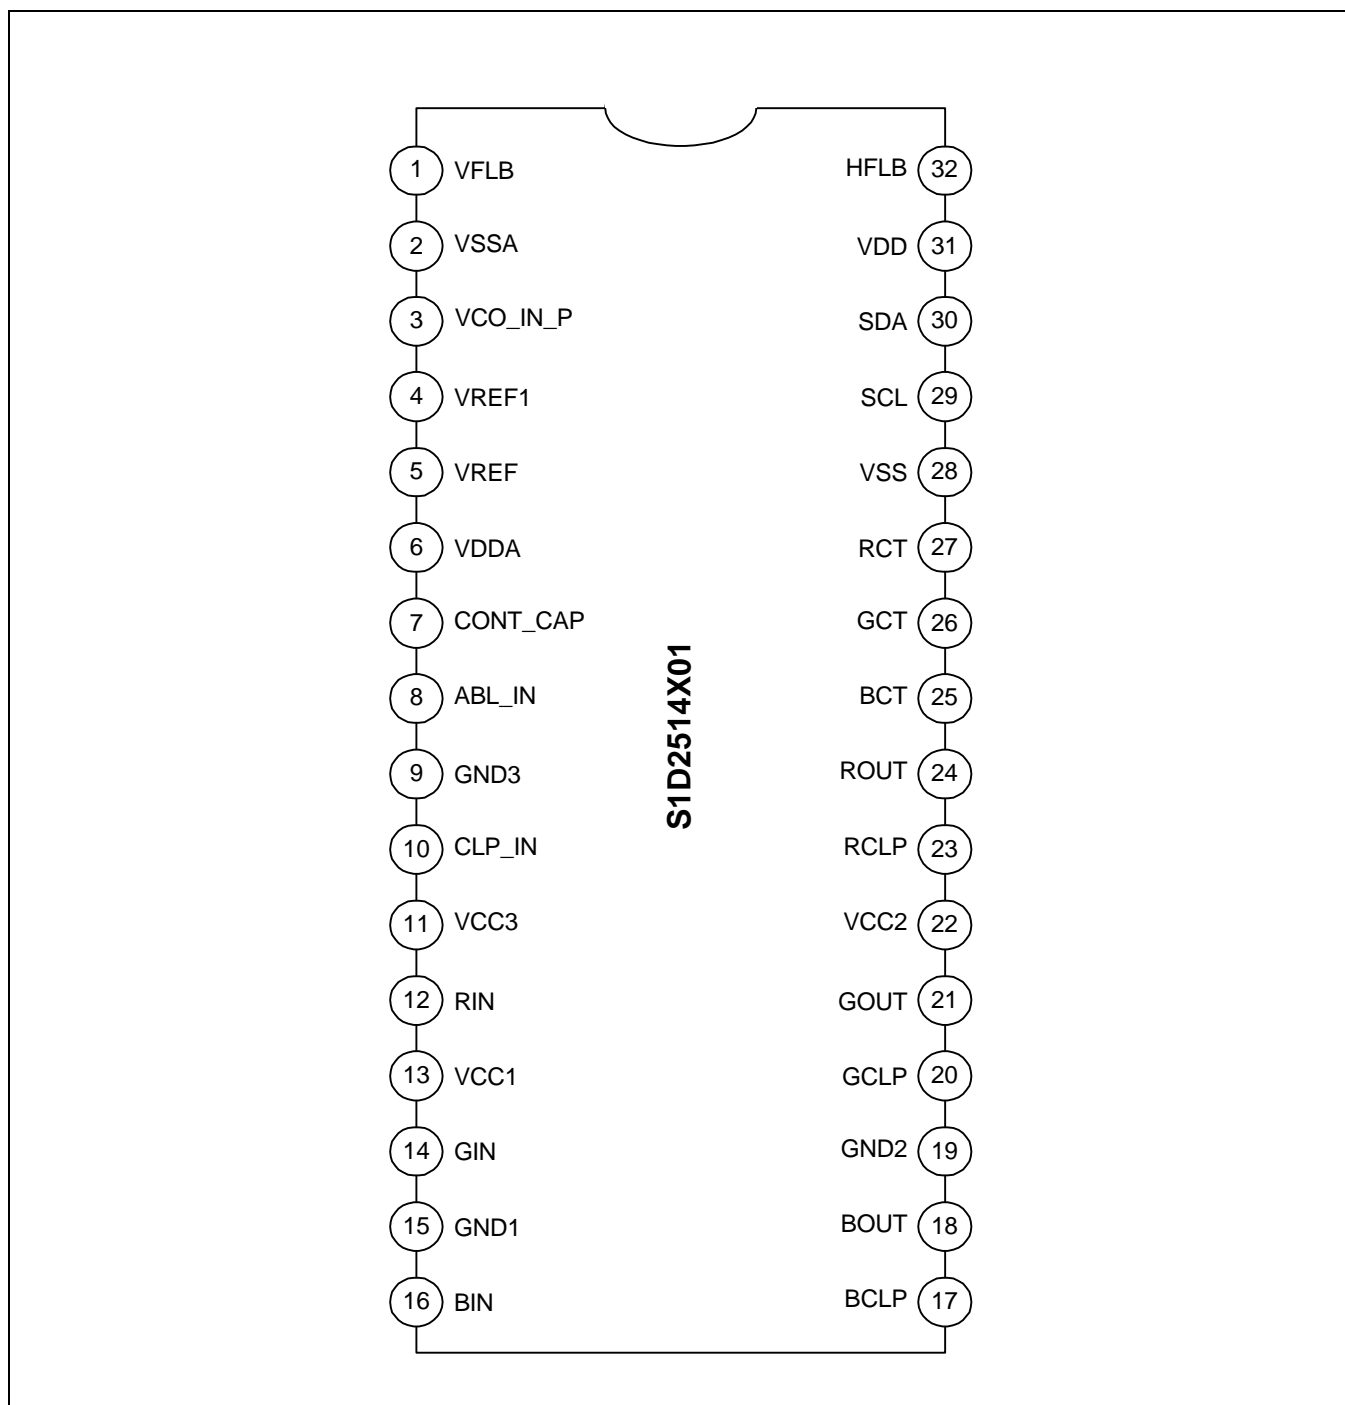 1 VFLB HFLB 32
2 VSSA VDD 31
3 VCO_IN_P SDA 30
4 VREF1 SCL 29
5 VREF VSS 28
6 VDDA RCT 27
7 CONT_CAP GCT 26
8 ABL_IN BCT 25
S1D2514X01
9 GND3 ROUT 24
10 CLP_IN RCLP 23
11 VCC3 VCC2 22
12 RIN GOUT 21
13 VCC1 GCLP 20
14 GIN GND2 19
15 GND1 BOUT 18
16 BIN BCLP 17